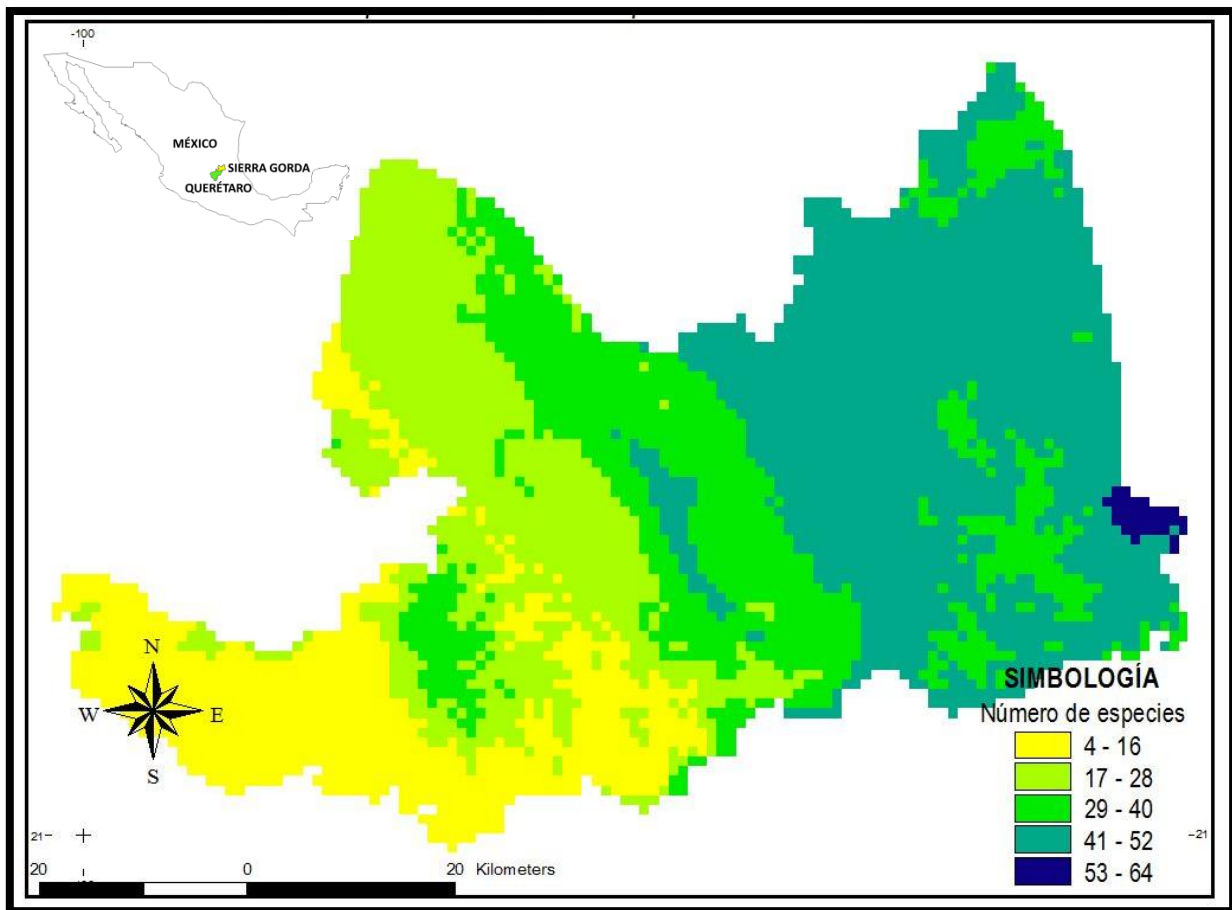 -100
MÉXICO
SIERRA GORDA
QUERÉTARO
N
W E
S
SIMBOLOGÍA
Número de especies
4 - 16
17 - 28
29 - 40
41 - 52
53 - 64
21 -21
20 0 20 Kilometers